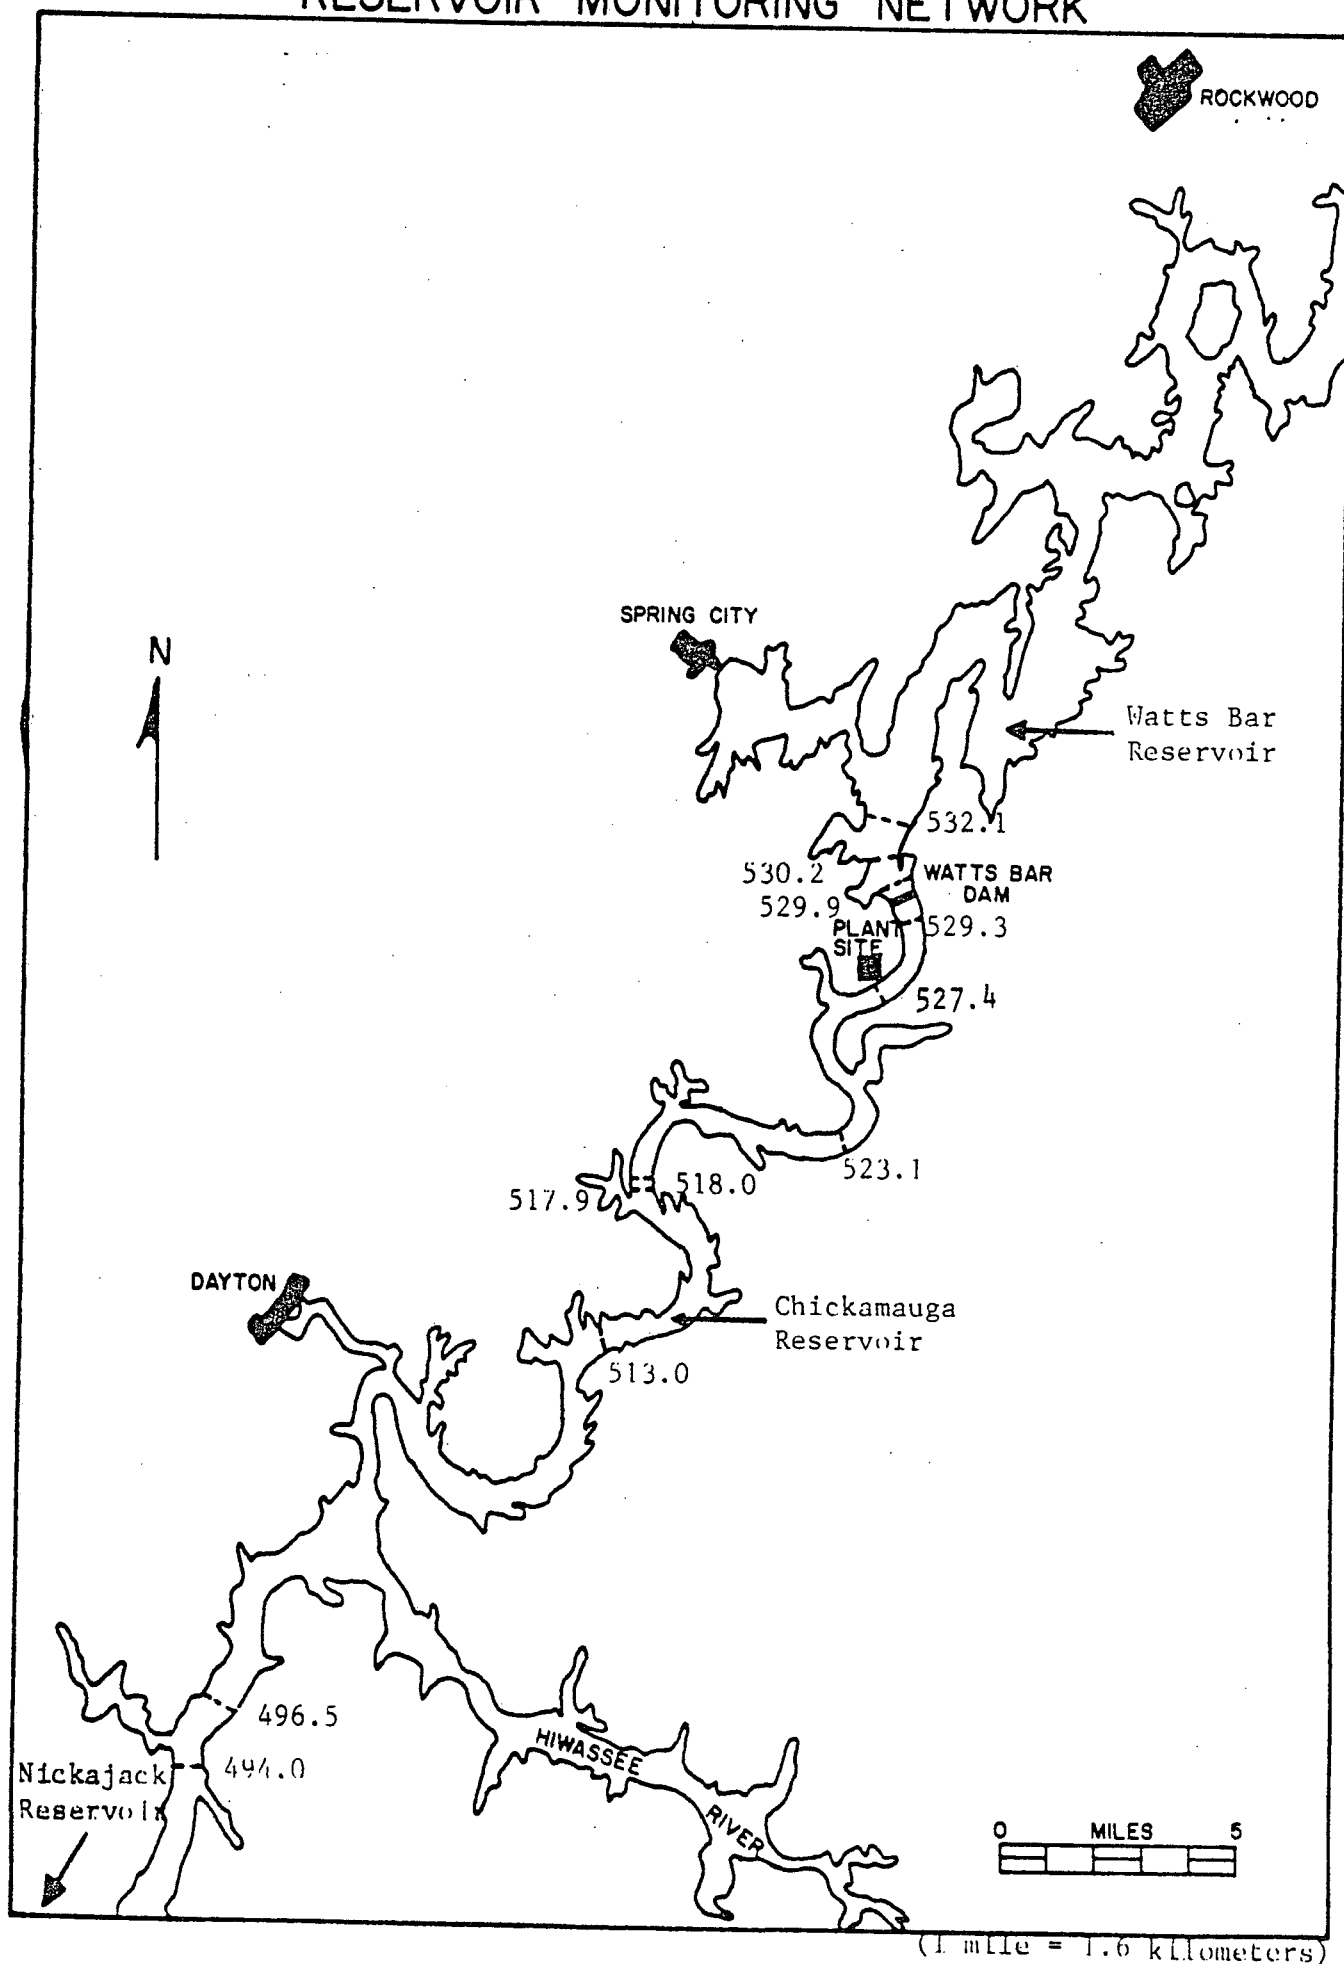 RESERVOIR MONITORING NETWORK
ROCKWOOD
SPRING CITY
N
Watts Bar
Reservoir
532.1
530.2
WATTS BAR
DAM
529.9
PLANT
SITE
529.3
527.4
523.1
517.9
518.0
DAYTON
Chickamauga
Reservoir
513.0
496.5
494.0
Nickajack
Reservoir
HIWASSEE
RIVER
0 MILES 5
(1 mile = 1.6 kilometers)